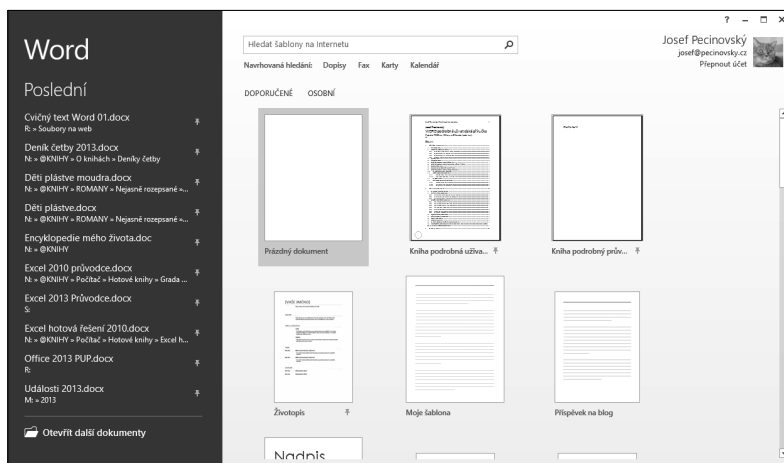 Word
Poslední
Cvičný text Word 01.docx
R: » Soubory na web
Deník četby 2013.docx
N: » @KNIHY » O knihách » Deníky četby
Děti plástve moudra.docx
N: » @KNIHY » ROMANY » Nejasně rozepsané »...
Děti plástve.docx
N: » @KNIHY » ROMANY » Nejasně rozepsané »...
Encyklopedie mého života.doc
N: » @KNIHY
Excel 2010 průvodce.docx
N: » @KNIHY » Počítač » Hotové knihy » Grada ...
Excel 2013 Průvodce.docx
S:
Excel hotová řešení 2010.docx
N: » @KNIHY » Počítač » Hotové knihy » Excel h...
Office 2013 PUP.docx
R:
Události 2013.docx
M: » 2013
Otevřít další dokumenty
?
Josef Pecinovský
josef@pecinovsky.cz
Přepnout účet
Hledat šablony na Internetu
Navrhovaná hledání: Dopisy Fax Karty Kalendář
DOPORUČENÉ OSOBNÍ
Prázdný dokument
Kniha podrobná uživa...
Kniha podrobný prův...
Životopis
Moje šablona
Příspěvek na blog
Nadpis